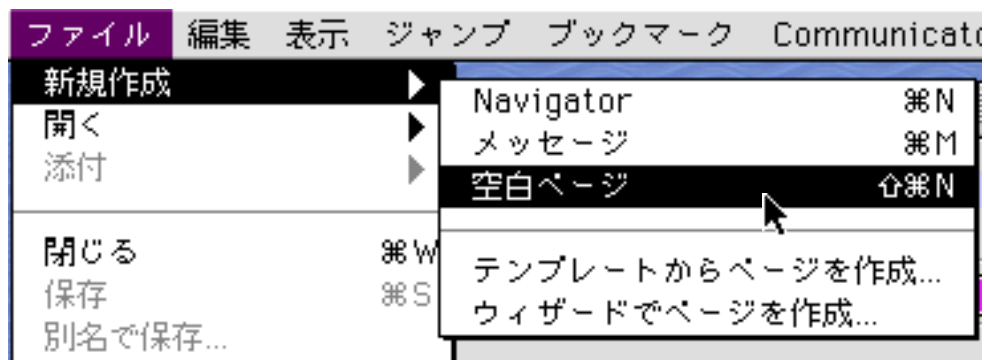 ファイル 編集 表示 ジャンプ ブックマーク Communicato
新規作成
開く
添付
閉じる ⌘W
保存 ⌘S
別名で保存...
Navigator ⌘N
メッセージ ⌘M
空白ページ ⇧⌘N
テンプレートからページを作成...
ウィザードでページを作成...